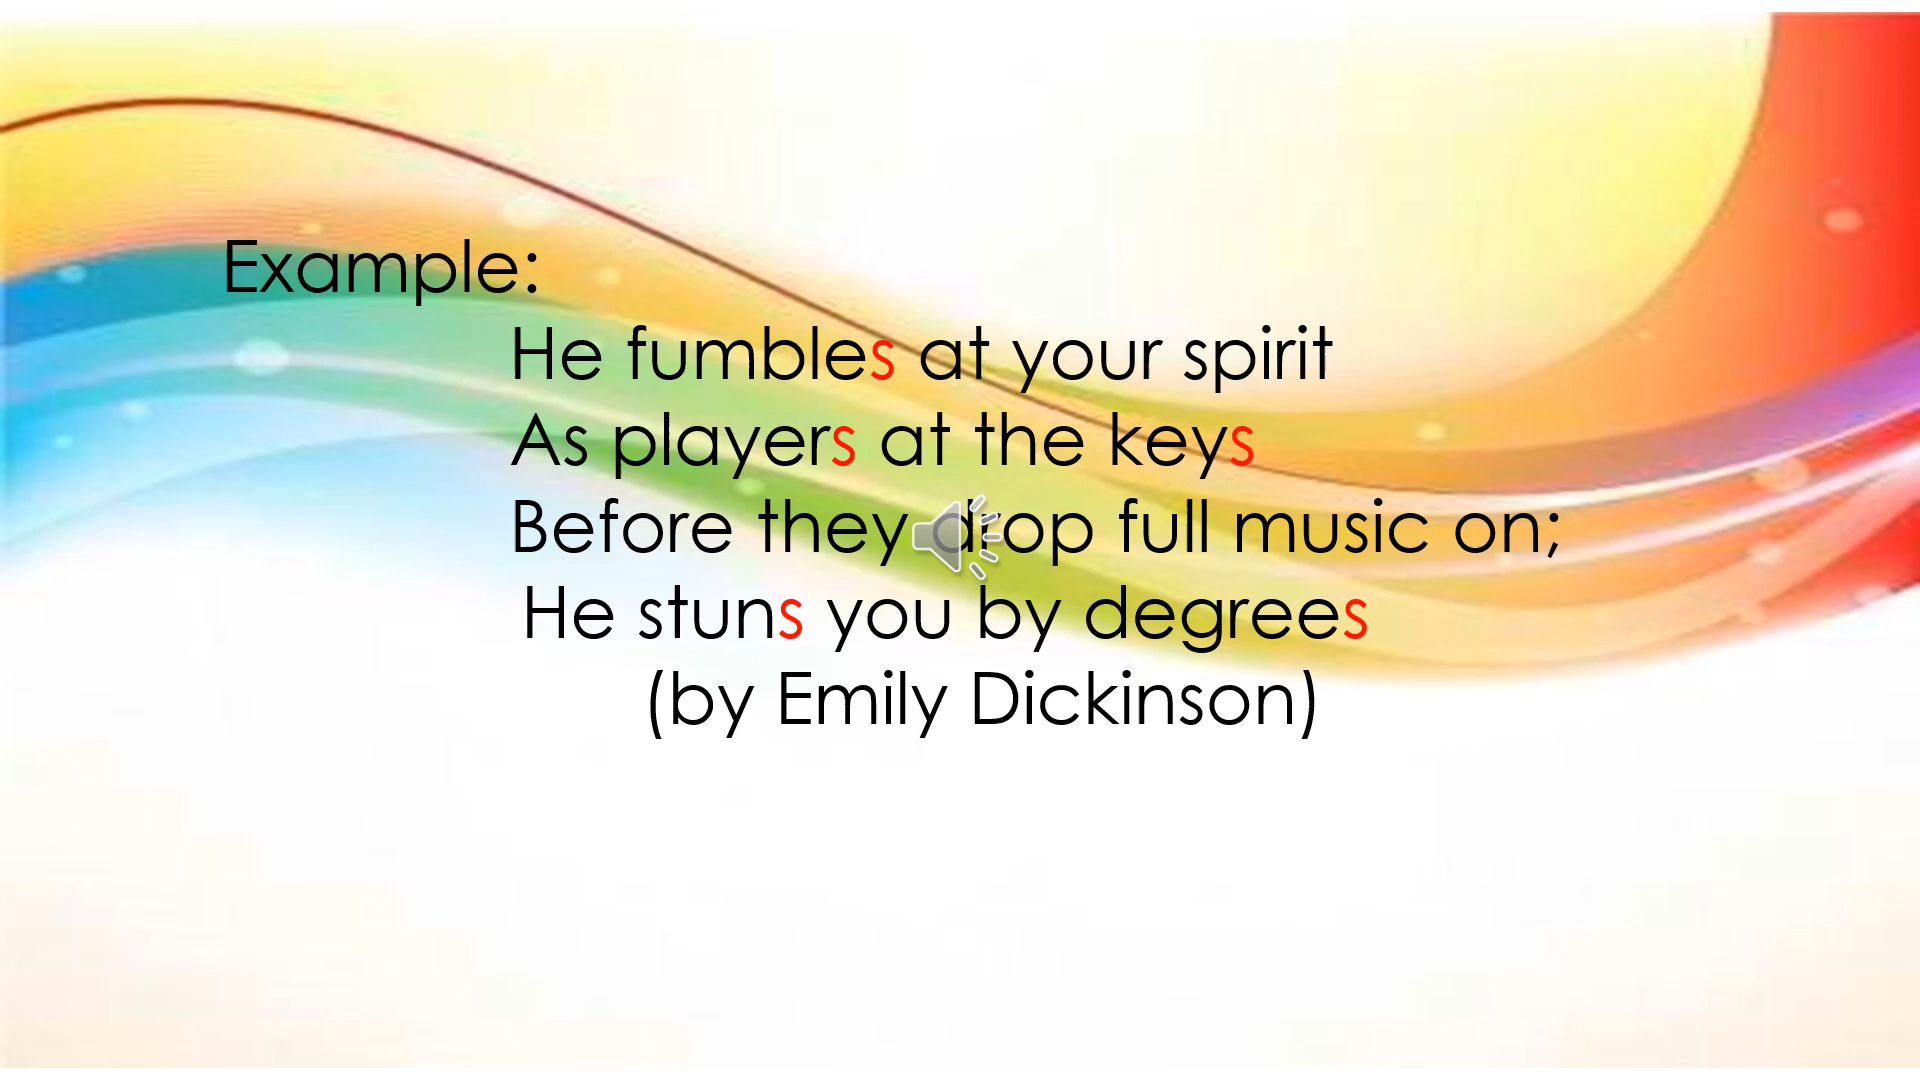 Example:
He fumbles at your spirit
As players at the keys
Before they drop full music on;
He stuns you by degrees
(by Emily Dickinson)